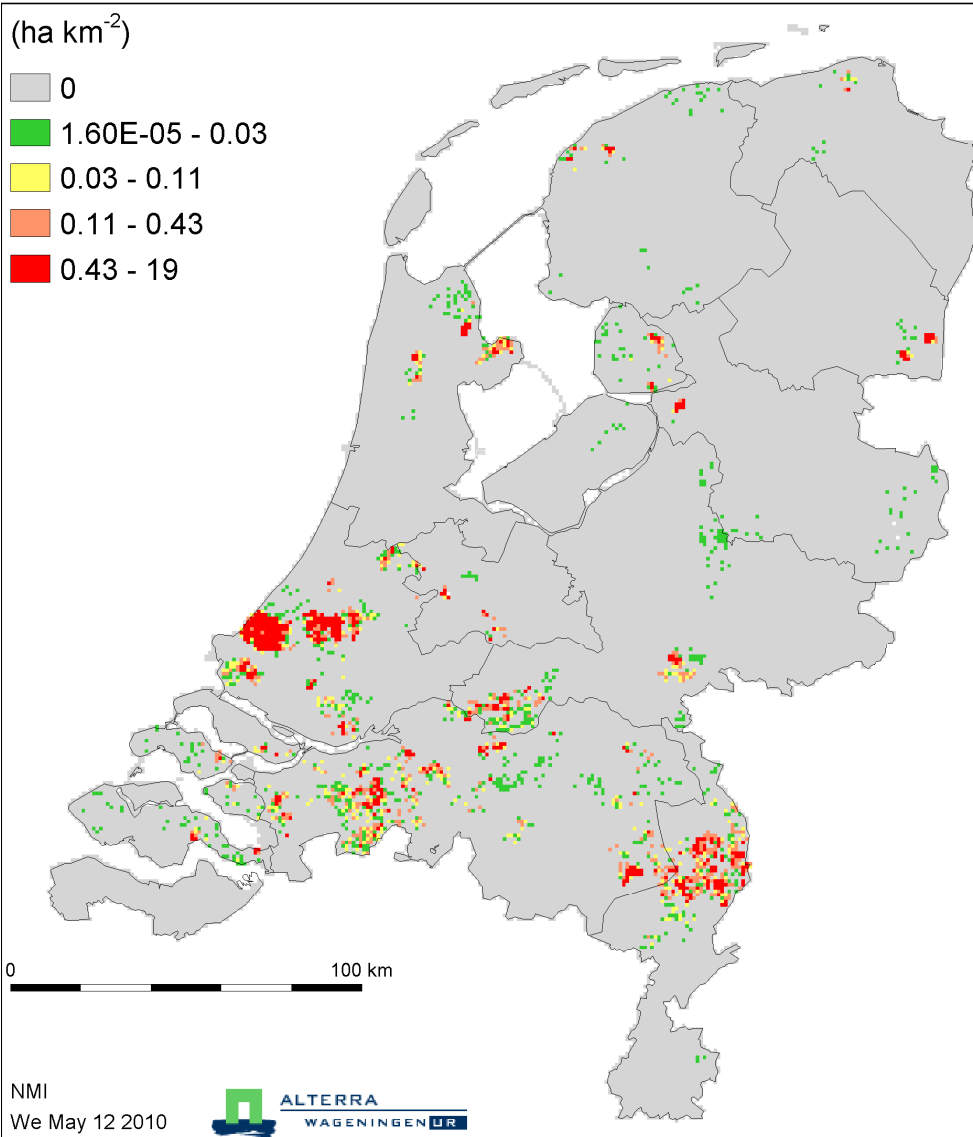 (ha km-2)
0
1.60E-05 - 0.03
0.03 - 0.11
0.11 - 0.43
0.43 - 19
0 100 km
NMI
We May 12 2010
ALTERRA
WAGENINGEN UR